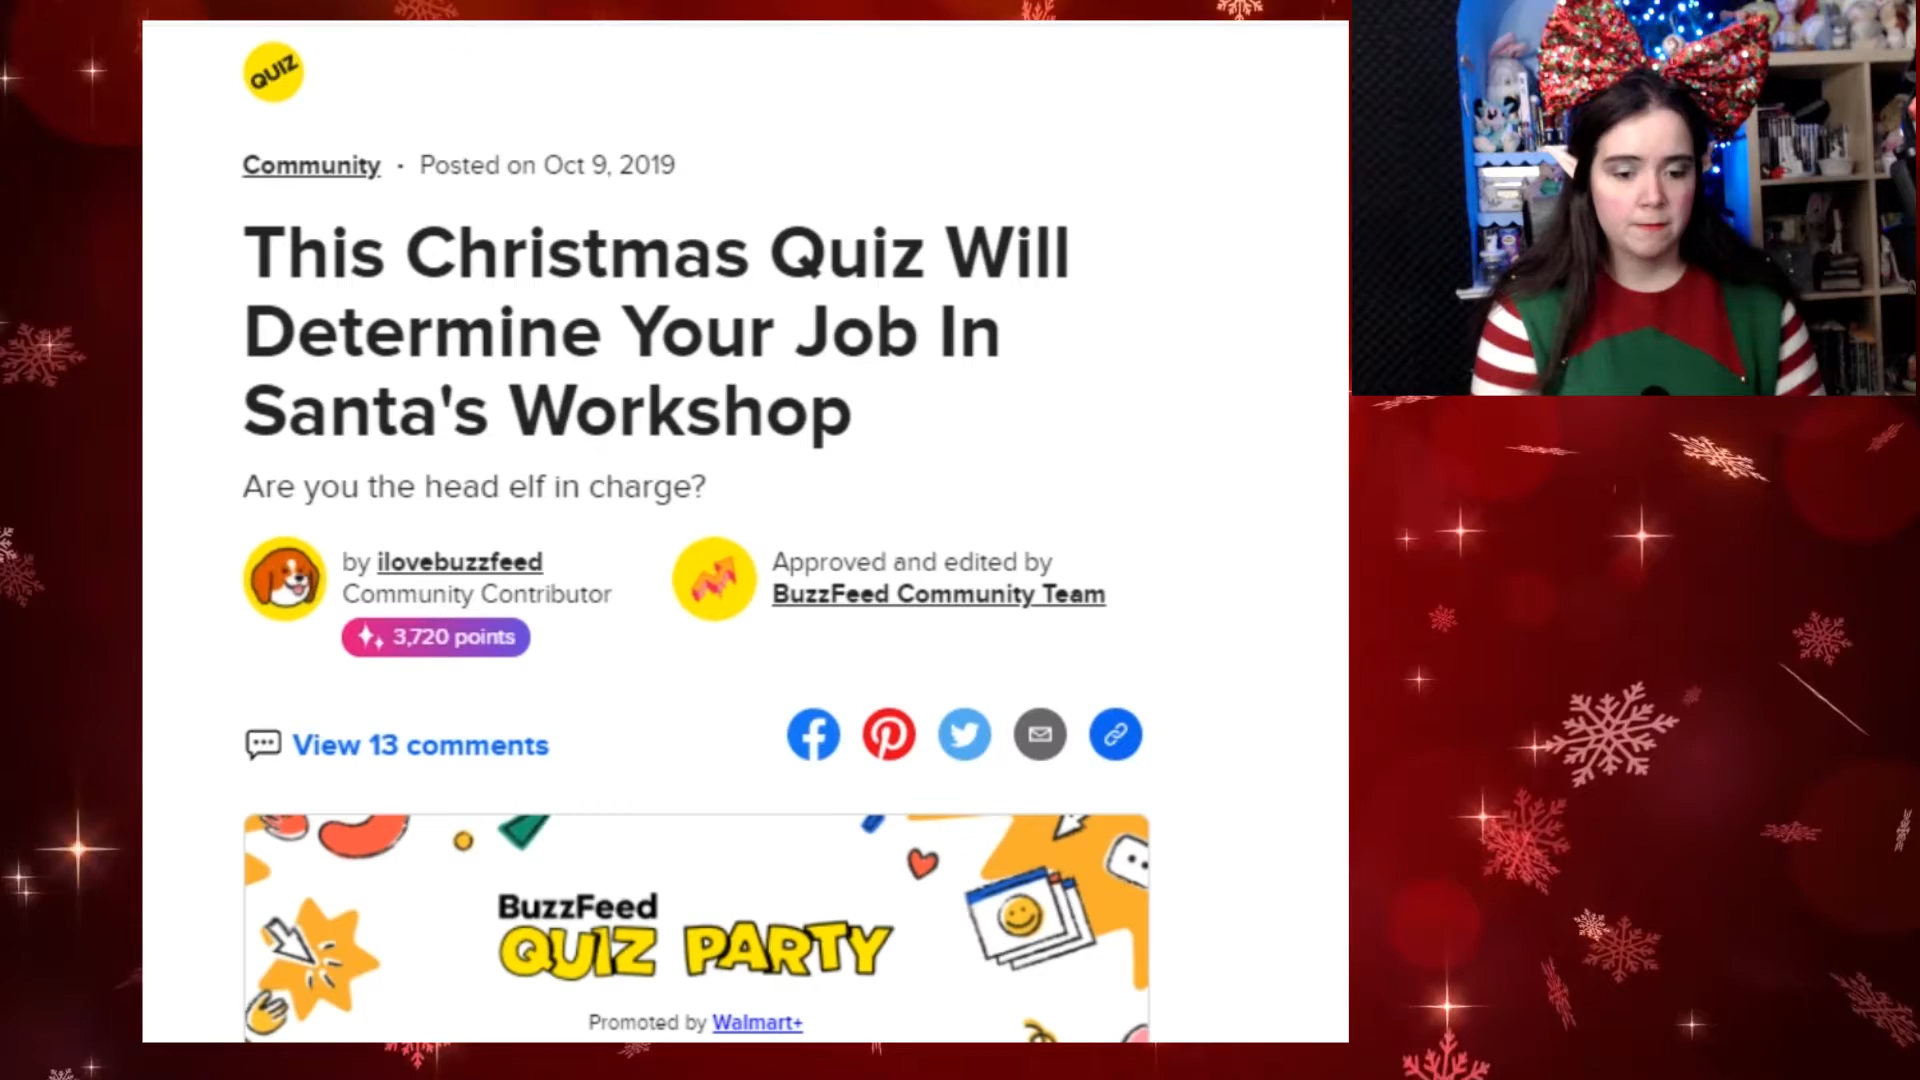 QUIZ
Community · Posted on Oct 9, 2019
This Christmas Quiz Will
Determine Your Job In
Santa's Workshop
Are you the head elf in charge?
by ilovebuzzfeed
Community Contributor
3,720 points
Approved and edited by
BuzzFeed Community Team
View 13 comments
BuzzFeed
QUIZ PARTY
Promoted by Walmart+